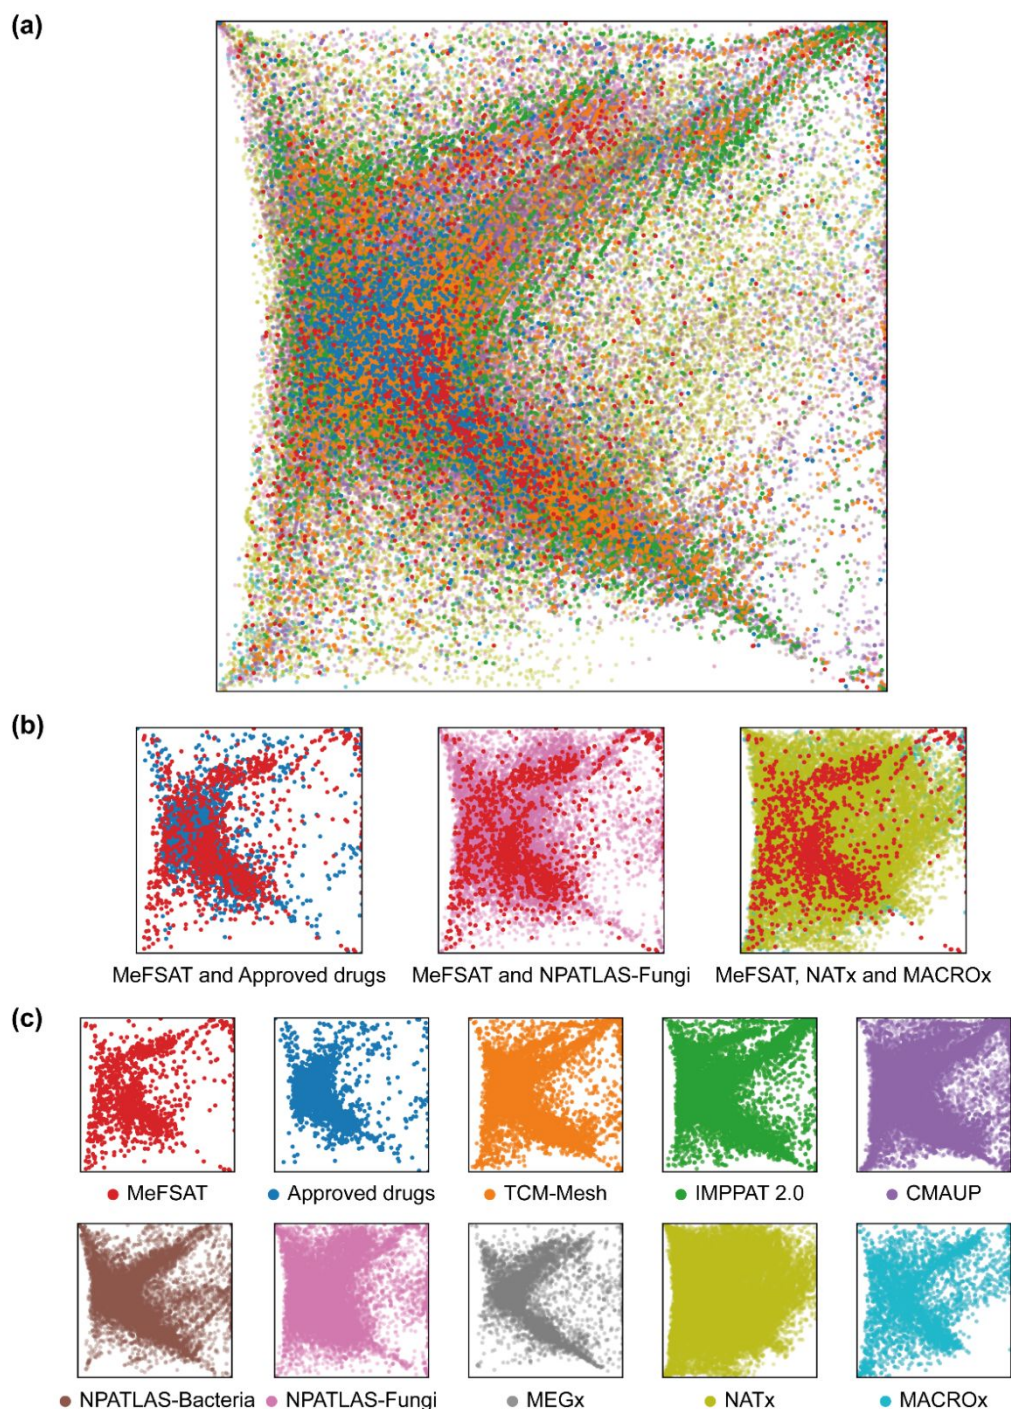 (a)
(b)
MeFSAT and Approved drugs
MeFSAT and NPATLAS-Fungi
MeFSAT, NATx and MACROx
(c)
MeFSAT
Approved drugs
TCM-Mesh
IMPPAT 2.0
CMAUP
NPATLAS-Bacteria
NPATLAS-Fungi
MEGx
NATx
MACROx